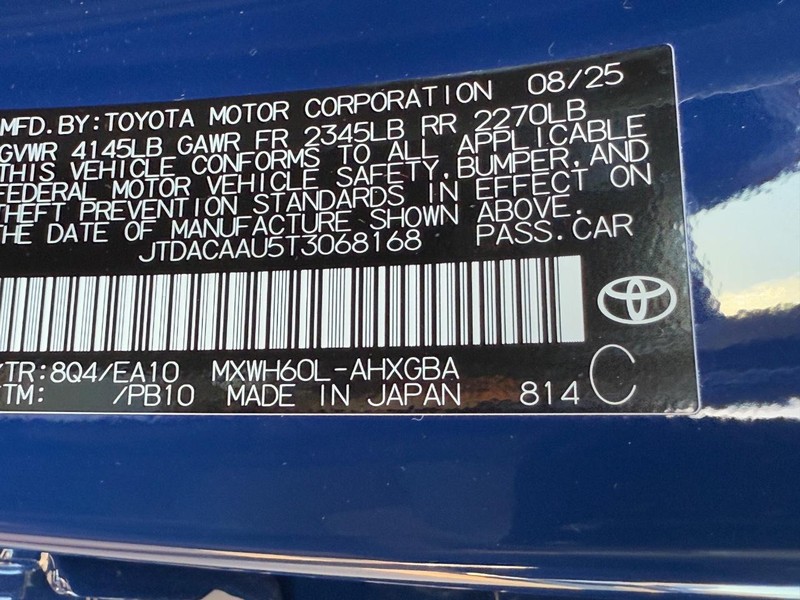 MFD.BY:TOYOTA MOTOR CORPORATION 08/25
GVWR 4145LB GAWR FR 2345LB RR 2270LB
THIS VEHICLE CONFORMS TO ALL APPLICABLE
FEDERAL MOTOR VEHICLE SAFETY,BUMPER,AND
THEFT PREVENTION STANDARDS IN EFFECT ON
THE DATE OF MANUFACTURE SHOWN ABOVE.
JTDACAAU5T3068168 PASS.CAR
/TR:8Q4/EA10 MXWH60L-AHXGBA C
TM: /PB10 MADE IN JAPAN 814